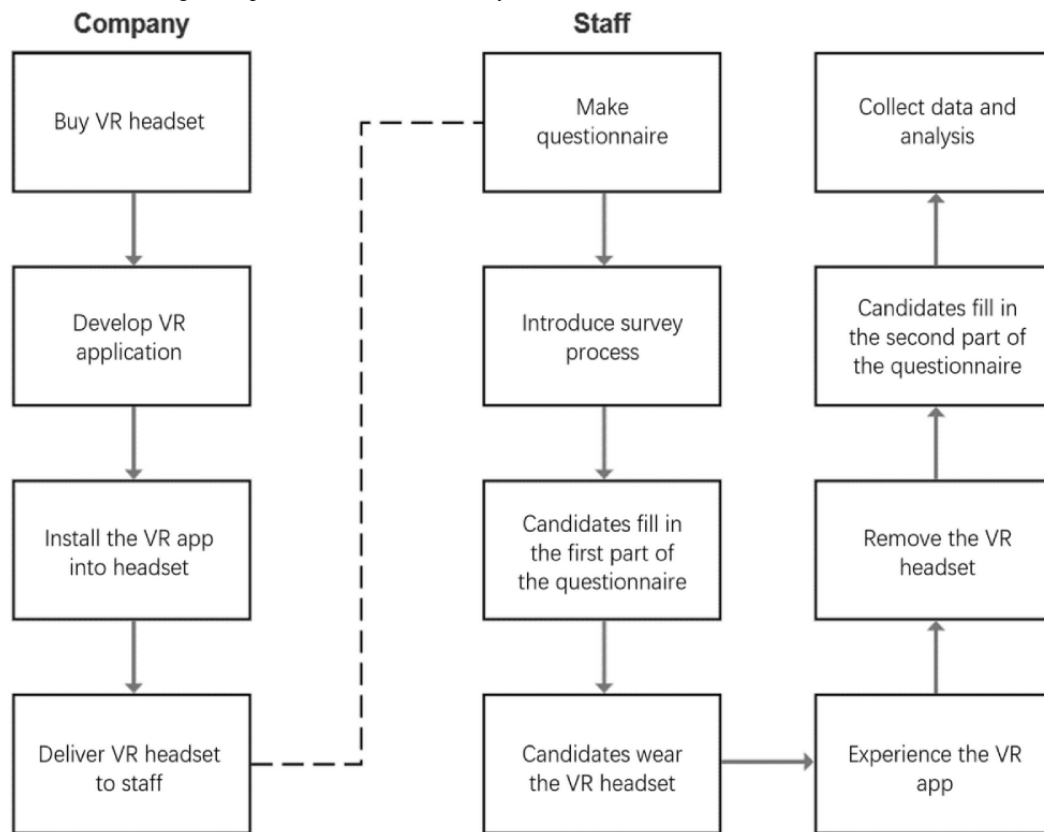 Company
Buy VR headset
Develop VR
application
Install the VR app
into headset
Deliver VR headset
to staff
Staff
Make
questionnaire
Introduce survey
process
Candidates fill in
the first part of
the questionnaire
Candidates wear
the VR headset
Experience the VR
app
Remove the VR
headset
Candidates fill in
the second part of
the questionnaire
Collect data and
analysis